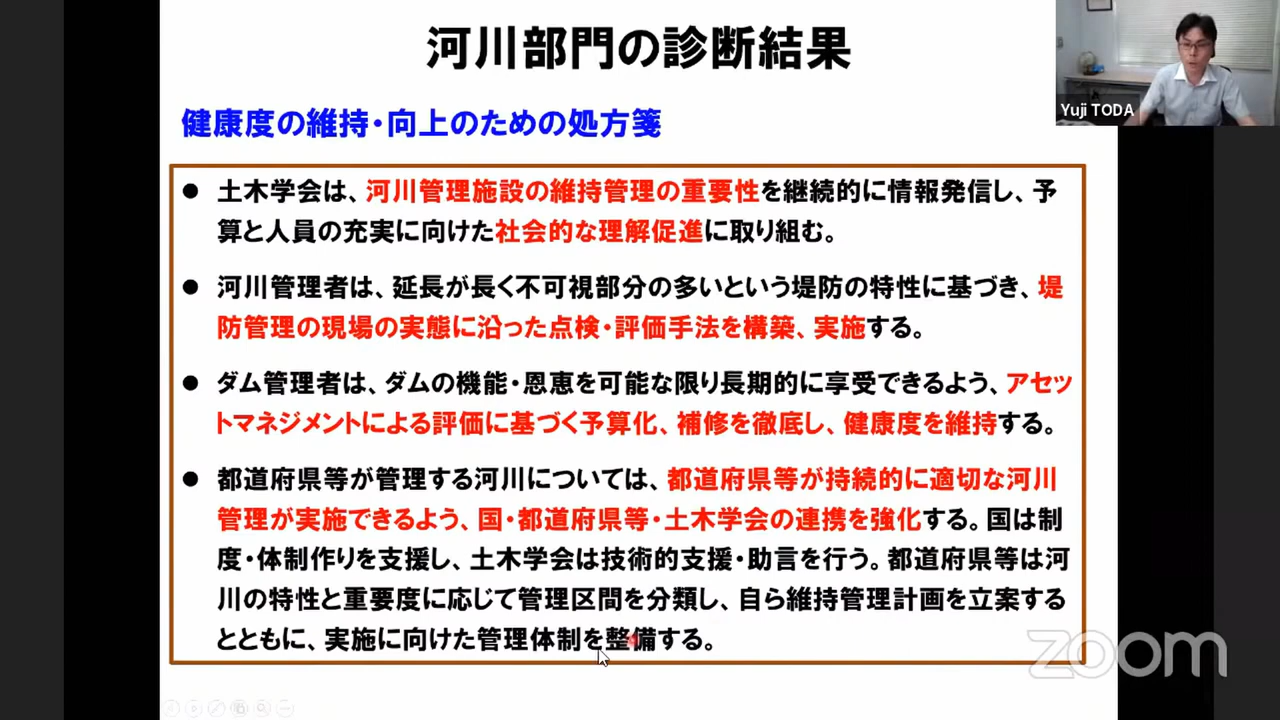 河川部門の診断結果
Yuji TODA
健康度の維持・向上のための処方箋
● 土木学会は、河川管理施設の維持管理の重要性を継続的に情報発信し、予
算と人員の充実に向けた社会的な理解促進に取り組む。
● 河川管理者は、延長が長く不可視部分の多いという堤防の特性に基づき、堤
防管理の現場の実態に沿った点検・評価手法を構築、実施する。
● ダム管理者は、ダムの機能・恩恵を可能な限り長期的に享受できるよう、アセッ
トマネジメントによる評価に基づく予算化、補修を徹底し、健康度を維持する。
● 都道府県等が管理する河川については、都道府県等が持続的に適切な河川
管理が実施できるよう、国・都道府県等・土木学会の連携を強化する。国は制
度・体制作りを支援し、土木学会は技術的支援・助言を行う。都道府県等は河
川の特性と重要度に応じて管理区間を分類し、自ら維持管理計画を立案する
とともに、実施に向けた管理体制を整備する。
zoom